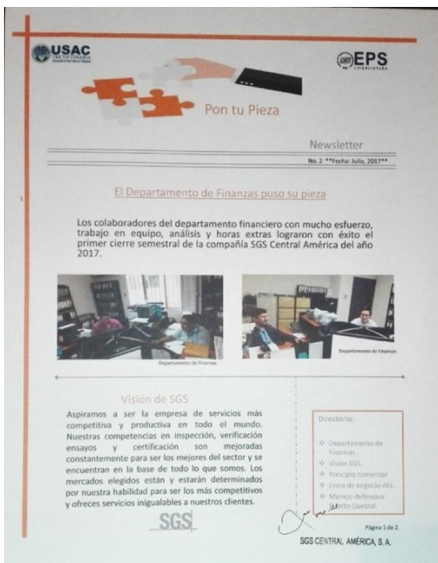 USAC
TRICENTENARIA
EPS
LICENCIATURA
Pon tu Pieza
Newsletter
No. 2 **Fecha: Julio, 2017**
El Departamento de Finanzas puso su pieza
Los colaboradores del departamento financiero con mucho esfuerzo,
trabajo en equipo, análisis y horas extras lograron con éxito el
primer cierre semestral de la compañía SGS Central América del año
2017.
Departamento de Finanzas
Departamento de Finanzas
Visión de SGS
Aspiramos a ser la empresa de servicios más
competitiva y productiva en todo el mundo.
Nuestras competencias en inspección, verificación
ensayos y certificación son mejoradas
constantemente para ser los mejores del sector y se
encuentran en la base de todo lo que somos. Los
mercados elegidos están y estarán determinados
por nuestra habilidad para ser los más competitivos
y ofreces servicios inigualables a nuestros clientes.
SGS
Directorio:
Departamento de
Finanzas.
Visión SGS
Principio comercial
Línea de negocio AFL
Manejo defensivo
Puerto Quetzal.
Página 1 de 2
SGS CENTRAL AMÉRICA, S.A.